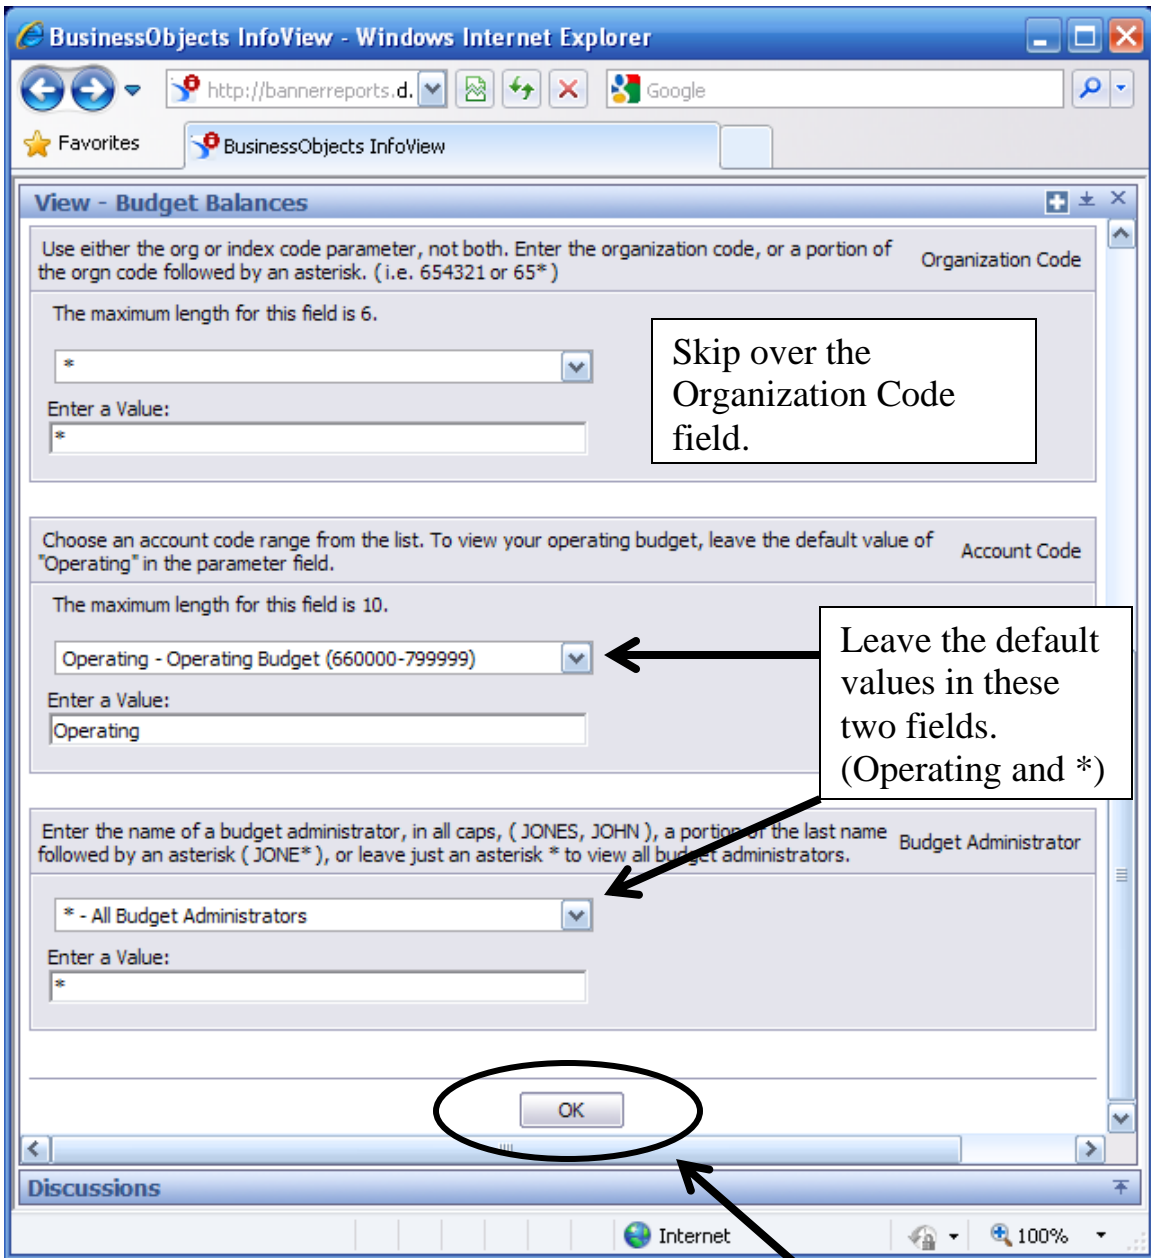 BusinessObjects InfoView - Windows Internet Explorer
http://bannerreports.d.
Google
Favorites
BusinessObjects InfoView
View - Budget Balances
Use either the org or index code parameter, not both. Enter the organization code, or a portion of
the orgn code followed by an asterisk. ( i.e. 654321 or 65* )
Organization Code
The maximum length for this field is 6.
*
Enter a Value:
*
Skip over the
Organization Code
field.
Choose an account code range from the list. To view your operating budget, leave the default value of
"Operating" in the parameter field.
Account Code
The maximum length for this field is 10.
Operating - Operating Budget (660000-799999)
Enter a Value:
Operating
Leave the default
values in these
two fields.
(Operating and *)
Enter the name of a budget administrator, in all caps, ( JONES, JOHN ), a portion of the last name
followed by an asterisk ( JONE* ), or leave just an asterisk * to view all budget administrators.
Budget Administrator
* - All Budget Administrators
Enter a Value:
*
OK
Discussions
Internet
100%